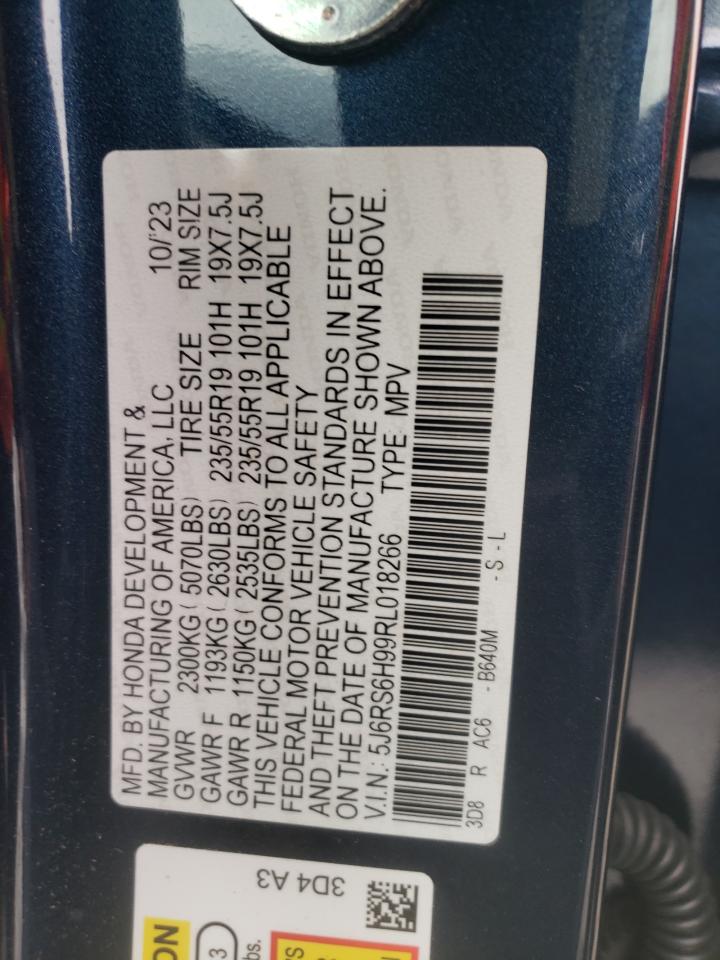 MFD. BY HONDA DEVELOPMENT &
MANUFACTURING OF AMERICA, LLC 10/'23
GVWR 2300KG ( 5070LBS) TIRE SIZE RIM SIZE
GAWR F 1193KG ( 2630LBS) 235/55R19 101H 19X7.5J
GAWR R 1150KG ( 2535LBS) 235/55R19 101H 19X7.5J
THIS VEHICLE CONFORMS TO ALL APPLICABLE
FEDERAL MOTOR VEHICLE SAFETY
AND THEFT PREVENTION STANDARDS IN EFFECT
ON THE DATE OF MANUFACTURE SHOWN ABOVE.
V.I.N.: 5J6RS6H99RL018266 TYPE: MPV
3D8 R AC6 - B640M - S - L
3D4 A3
3
bs.